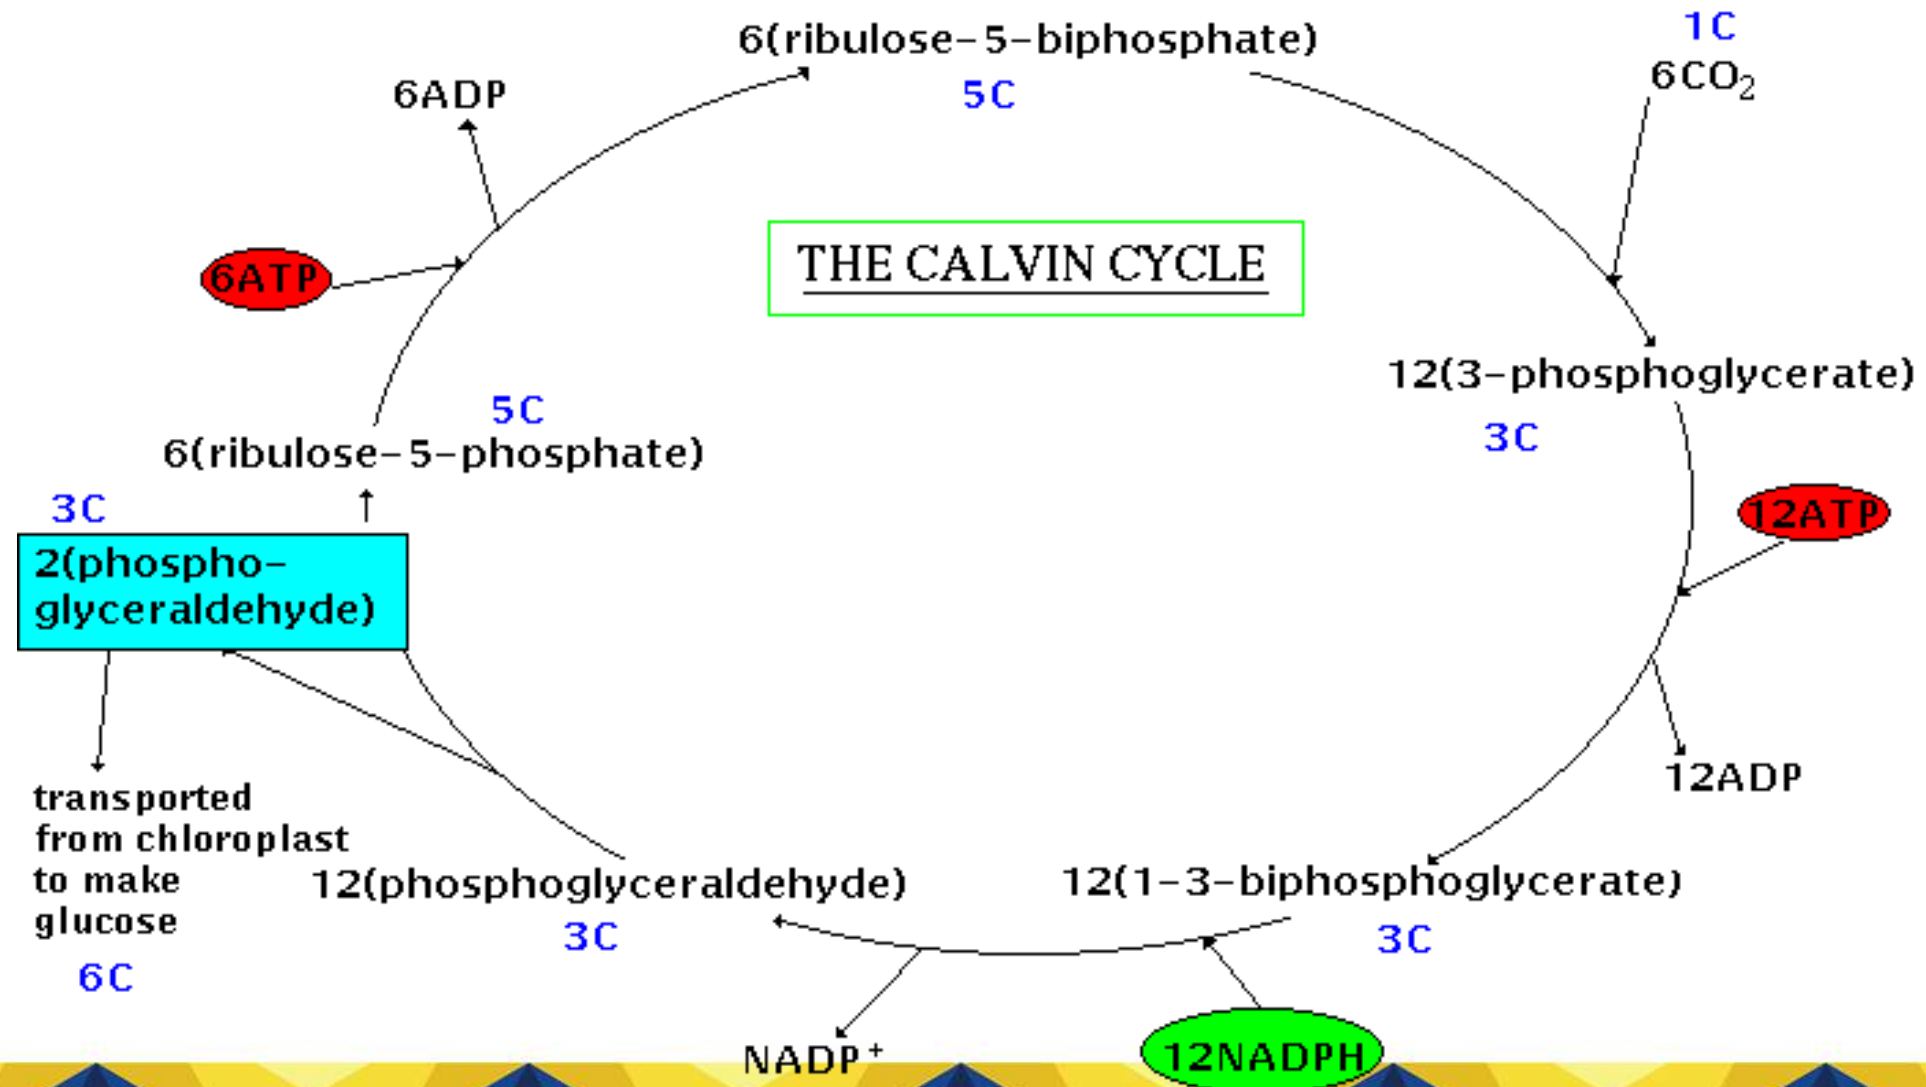 6(ribulose-5-biphosphate)
5C
1C
6CO₂
6ADP
6ATP
THE CALVIN CYCLE
12(3-phosphoglycerate)
3C
5C
6(ribulose-5-phosphate)
3C
2(phospho-
glyceraldehyde)
12ATP
12ADP
transported
from chloroplast
to make
glucose
6C
12(phosphoglyceraldehyde)
3C
12(1-3-biphosphoglycerate)
3C
NADP⁺
12NADPH